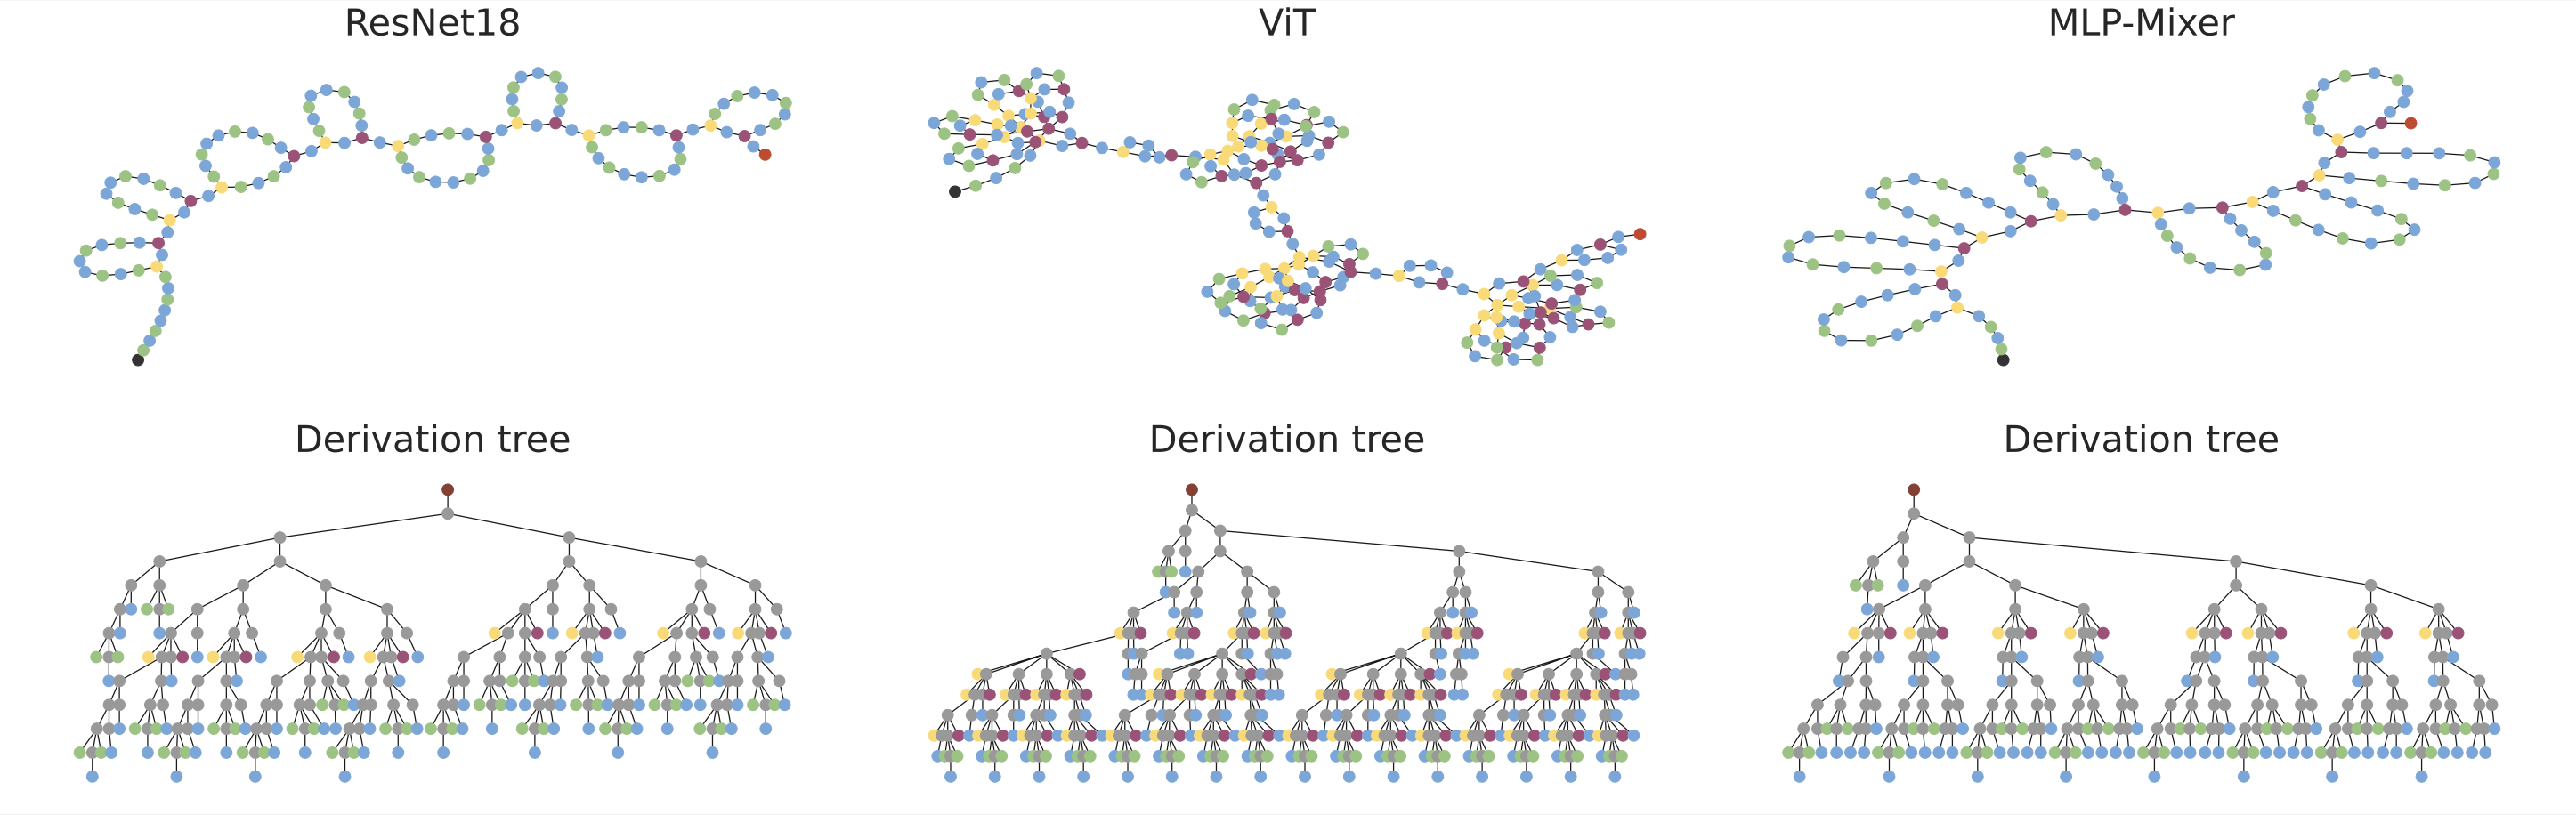 ResNet18
ViT
MLP-Mixer
Derivation tree
Derivation tree
Derivation tree